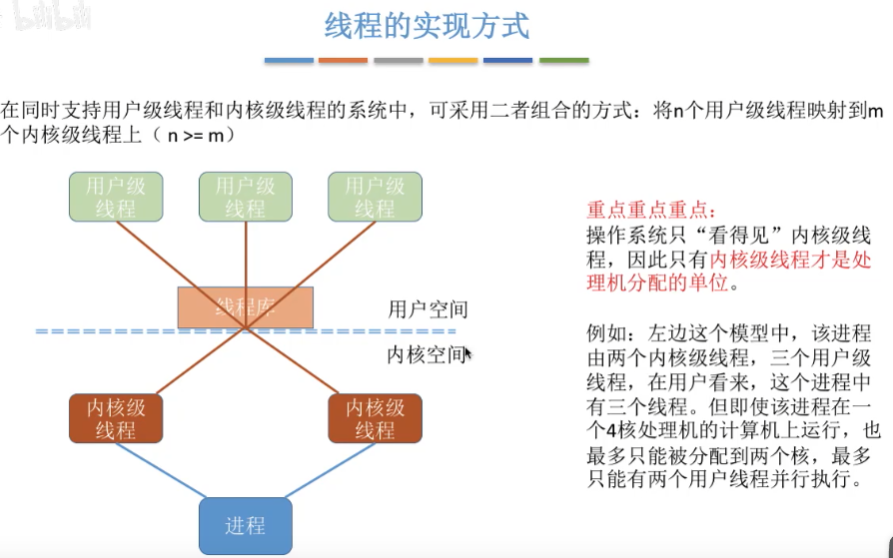 bilibili
线程的实现方式
在同时支持用户级线程和内核级线程的系统中，可采用二者组合的方式：将n个用户级线程映射到m
个内核级线程上（ n >= m）
用户级
线程
用户级
线程
用户级
线程
线程库
用户空间
内核空间
内核级
线程
内核级
线程
进程
重点重点重点：
操作系统只“看得见”内核级线
程，因此只有内核级线程才是处
理机分配的单位。
例如：左边这个模型中，该进程
由两个内核级线程，三个用户级
线程，在用户看来，这个进程中
有三个线程。但即使该进程在一
个4核处理机的计算机上运行，也
最多只能被分配到两个核，最多
只能有两个用户线程并行执行。